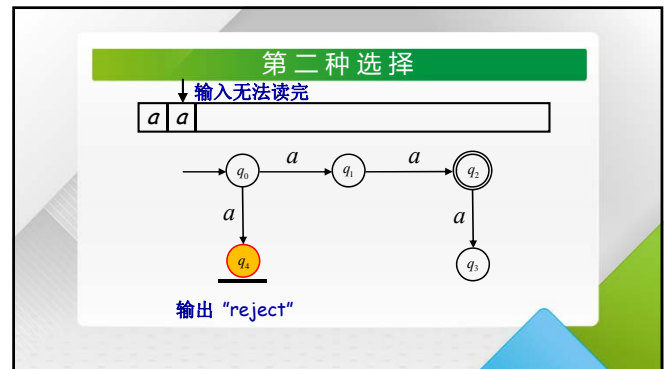 第二种选择
输入无法读完
a a
a a
q₀ q₁ q₂
a a
q₄ q₃
输出 "reject"